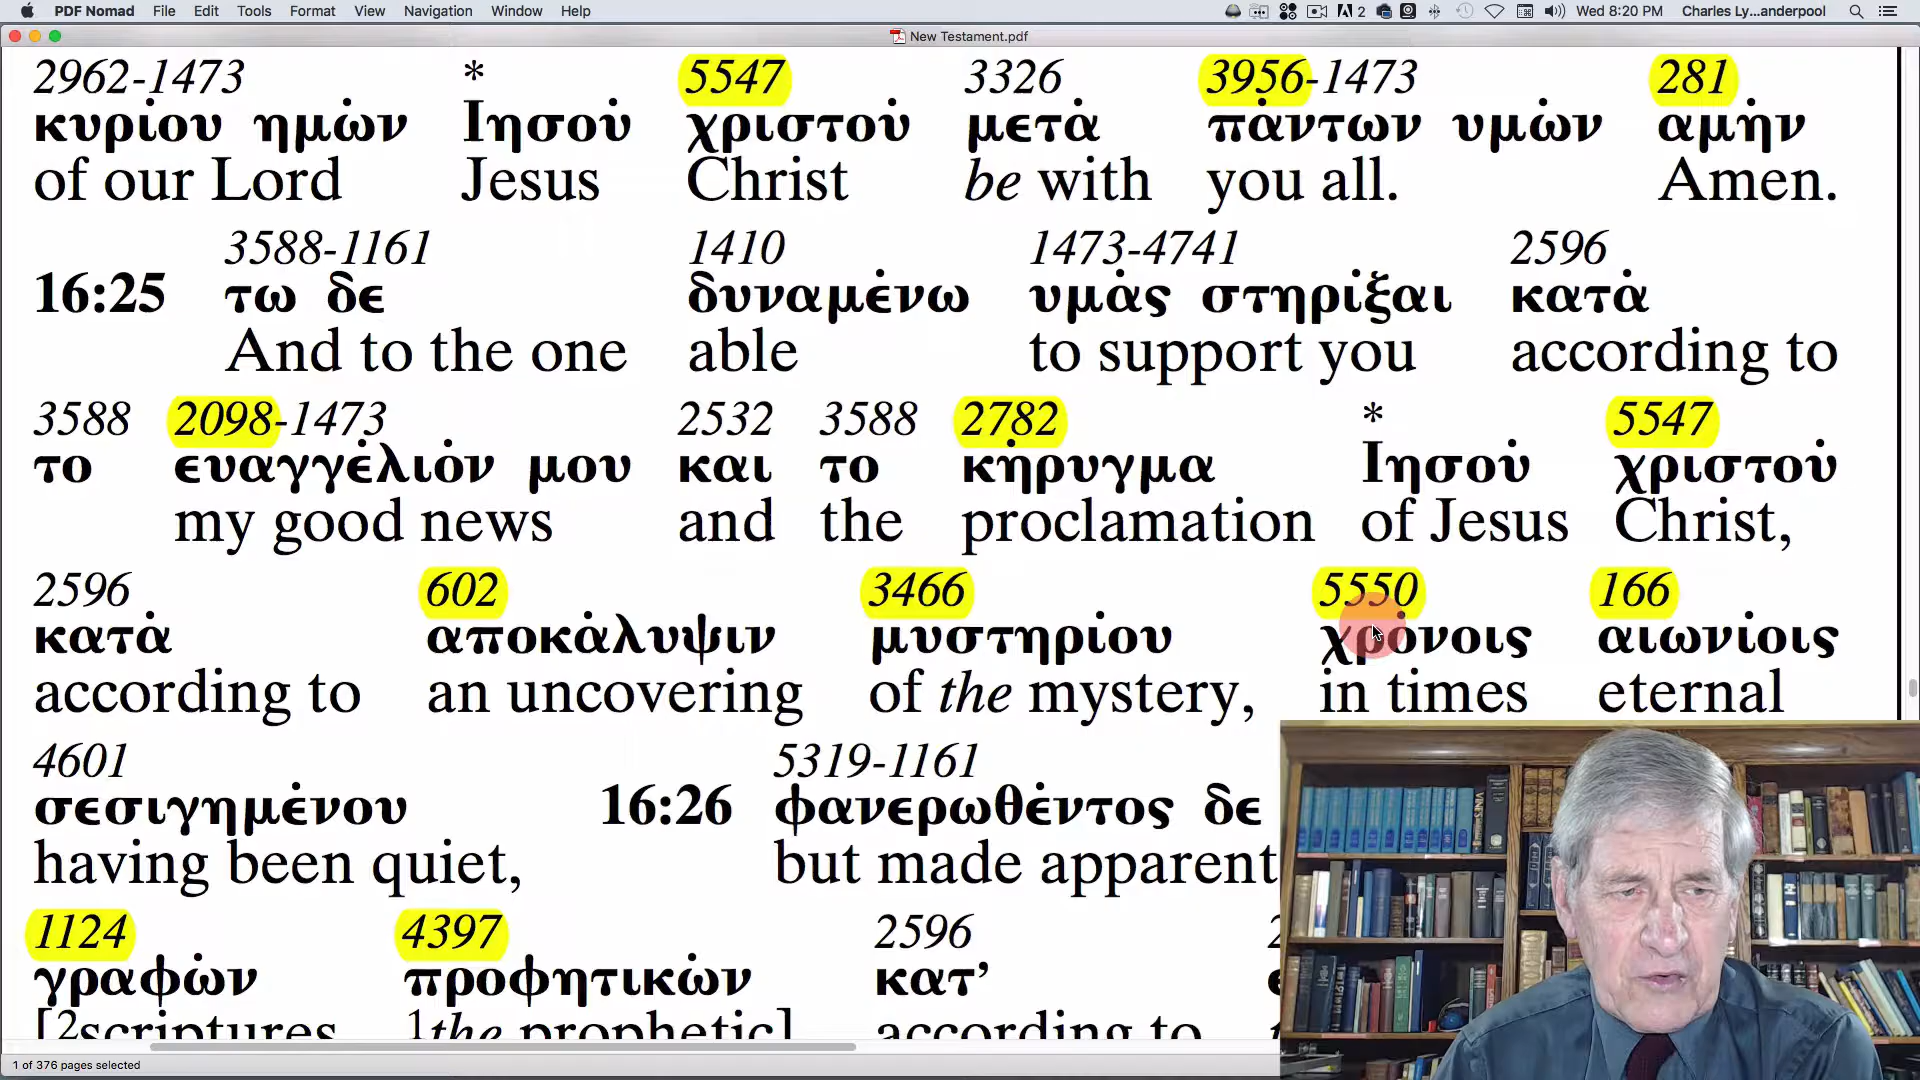 PDF Nomad File Edit Tools Format View Navigation Window Help 2 Wed 8:20 PM Charles Ly...anderpool
New Testament.pdf
2962-1473 * 5547 3326 3956-1473 281
κυρίου ημών Ιησού χριστού μετά πάντων υμών αμήν
of our Lord Jesus Christ be with you all. Amen.
3588-1161 1410 1473-4741 2596
16:25 τω δε δυναμένω υμάς στηρίξαι κατά
And to the one able to support you according to
3588 2098-1473 2532 3588 2782 * 5547
το ευαγγέλιόν μου και το κήρυγμα Ιησού χριστού
my good news and the proclamation of Jesus Christ,
2596 602 3466 5550 166
κατά αποκάλυψιν μυστηρίου χρόνοις αιωνίοις
according to an uncovering of the mystery, in times eternal
4601 5319-1161
σεσιγημένου 16:26 φανερωθέντος δε
having been quiet, but made apparent
1124 4397 2596
γραφών προφητικών κατ’
[2scriptures 1the prophetic] according to
1 of 376 pages selected